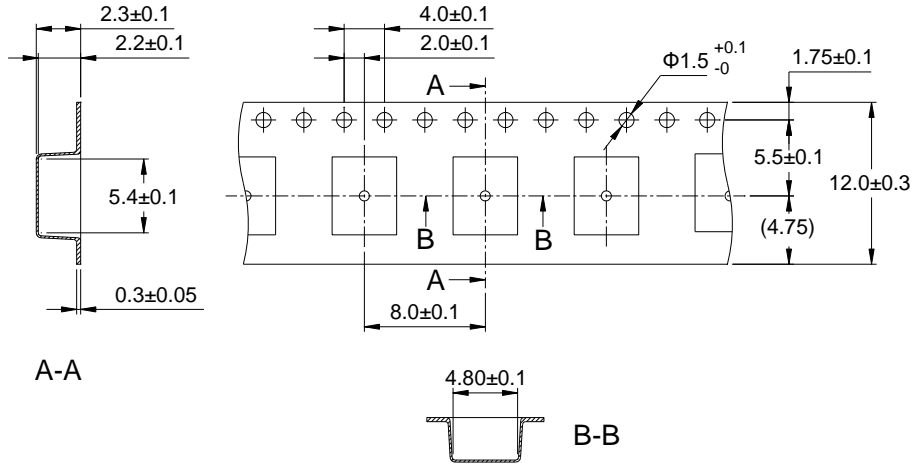 2.3±0.1
4.0±0.1
2.2±0.1
2.0±0.1
A
Φ1.5 +0.1 -0
1.75±0.1
5.4±0.1
5.5±0.1
12.0±0.3
(4.75)
B
B
A
0.3±0.05
8.0±0.1
A-A
4.80±0.1
B-B